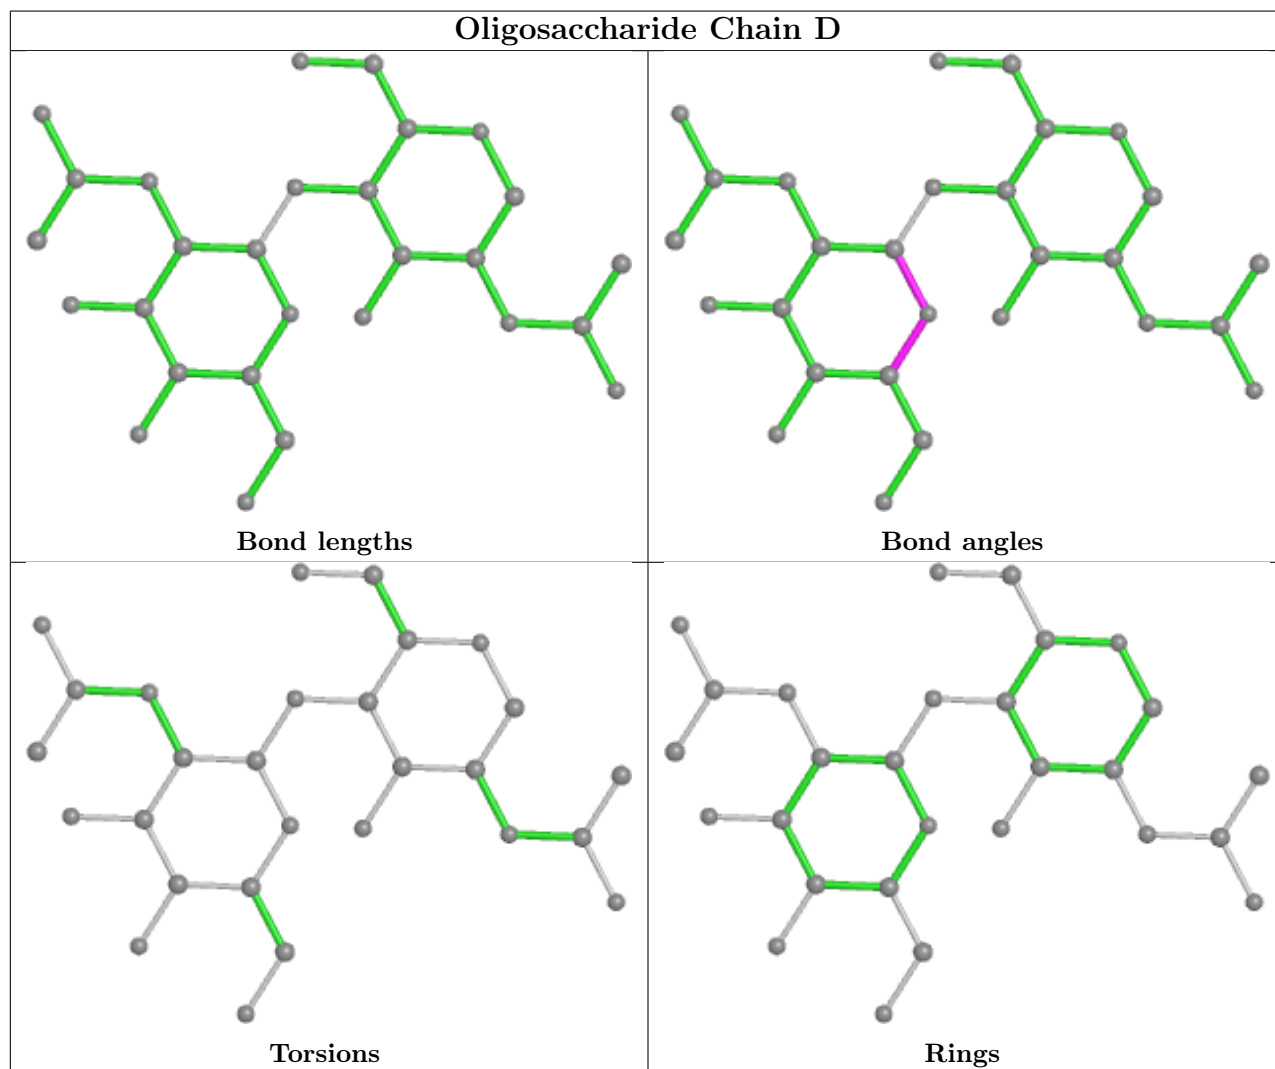 Oligosaccharide Chain D
Bond lengths
Bond angles
Torsions
Rings